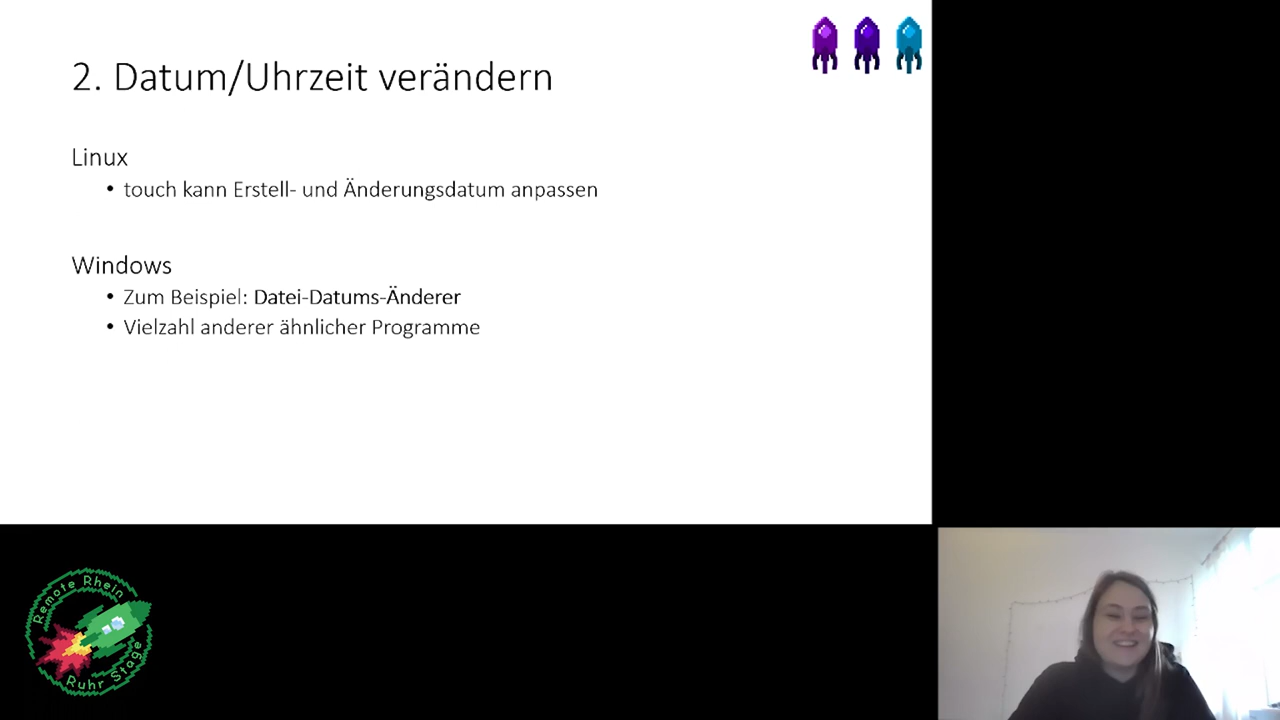 2. Datum/Uhrzeit verändern
Linux
• touch kann Erstell- und Änderungsdatum anpassen
Windows
• Zum Beispiel: Datei-Datums-Änderer
• Vielzahl anderer ähnlicher Programme
Remote Rhein
Ruhr Stage